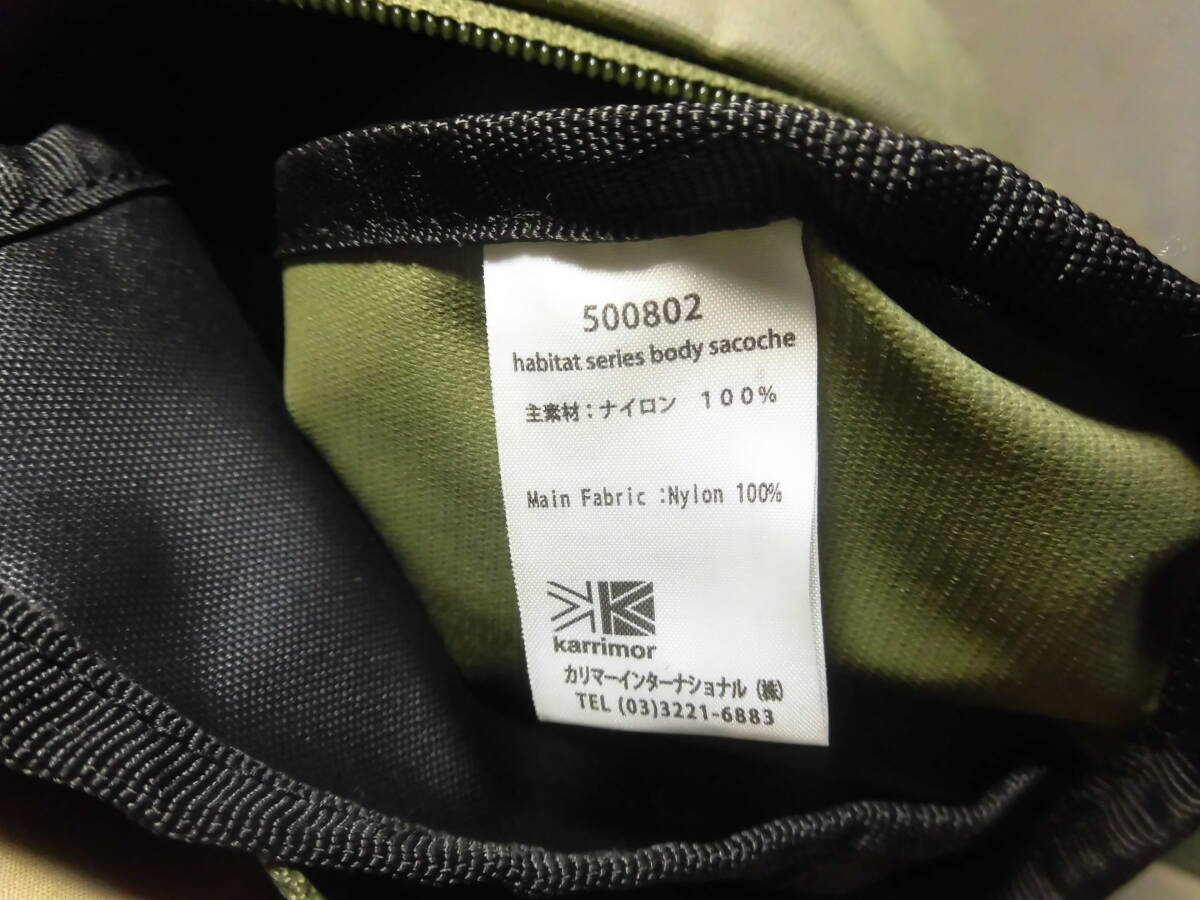 500802
habitat series body sacoche
主素材：ナイロン　１００％
Main Fabric :Nylon 100%
karrimor
カリマーインターナショナル（株）
TEL (03)3221-6883